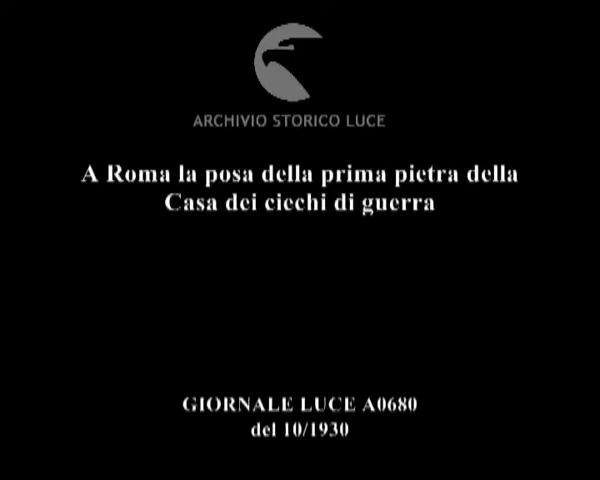 ARCHIVIO STORICO LUCE
A Roma la posa della prima pietra della
Casa dei ciechi di guerra
GIORNALE LUCE A0680
del 10/1930